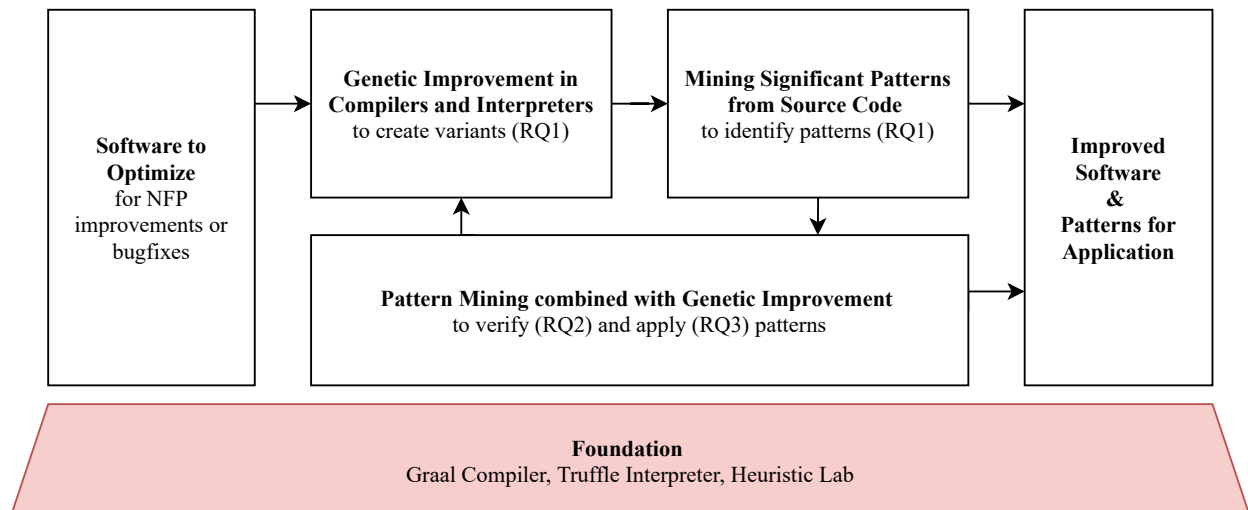 Software to
Optimize
for NFP
improvements or
bugfixes
Genetic Improvement in
Compilers and Interpreters
to create variants (RQ1)
Mining Significant Patterns
from Source Code
to identify patterns (RQ1)
Pattern Mining combined with Genetic Improvement
to verify (RQ2) and apply (RQ3) patterns
Improved
Software
&
Patterns for
Application
Foundation
Graal Compiler, Truffle Interpreter, Heuristic Lab